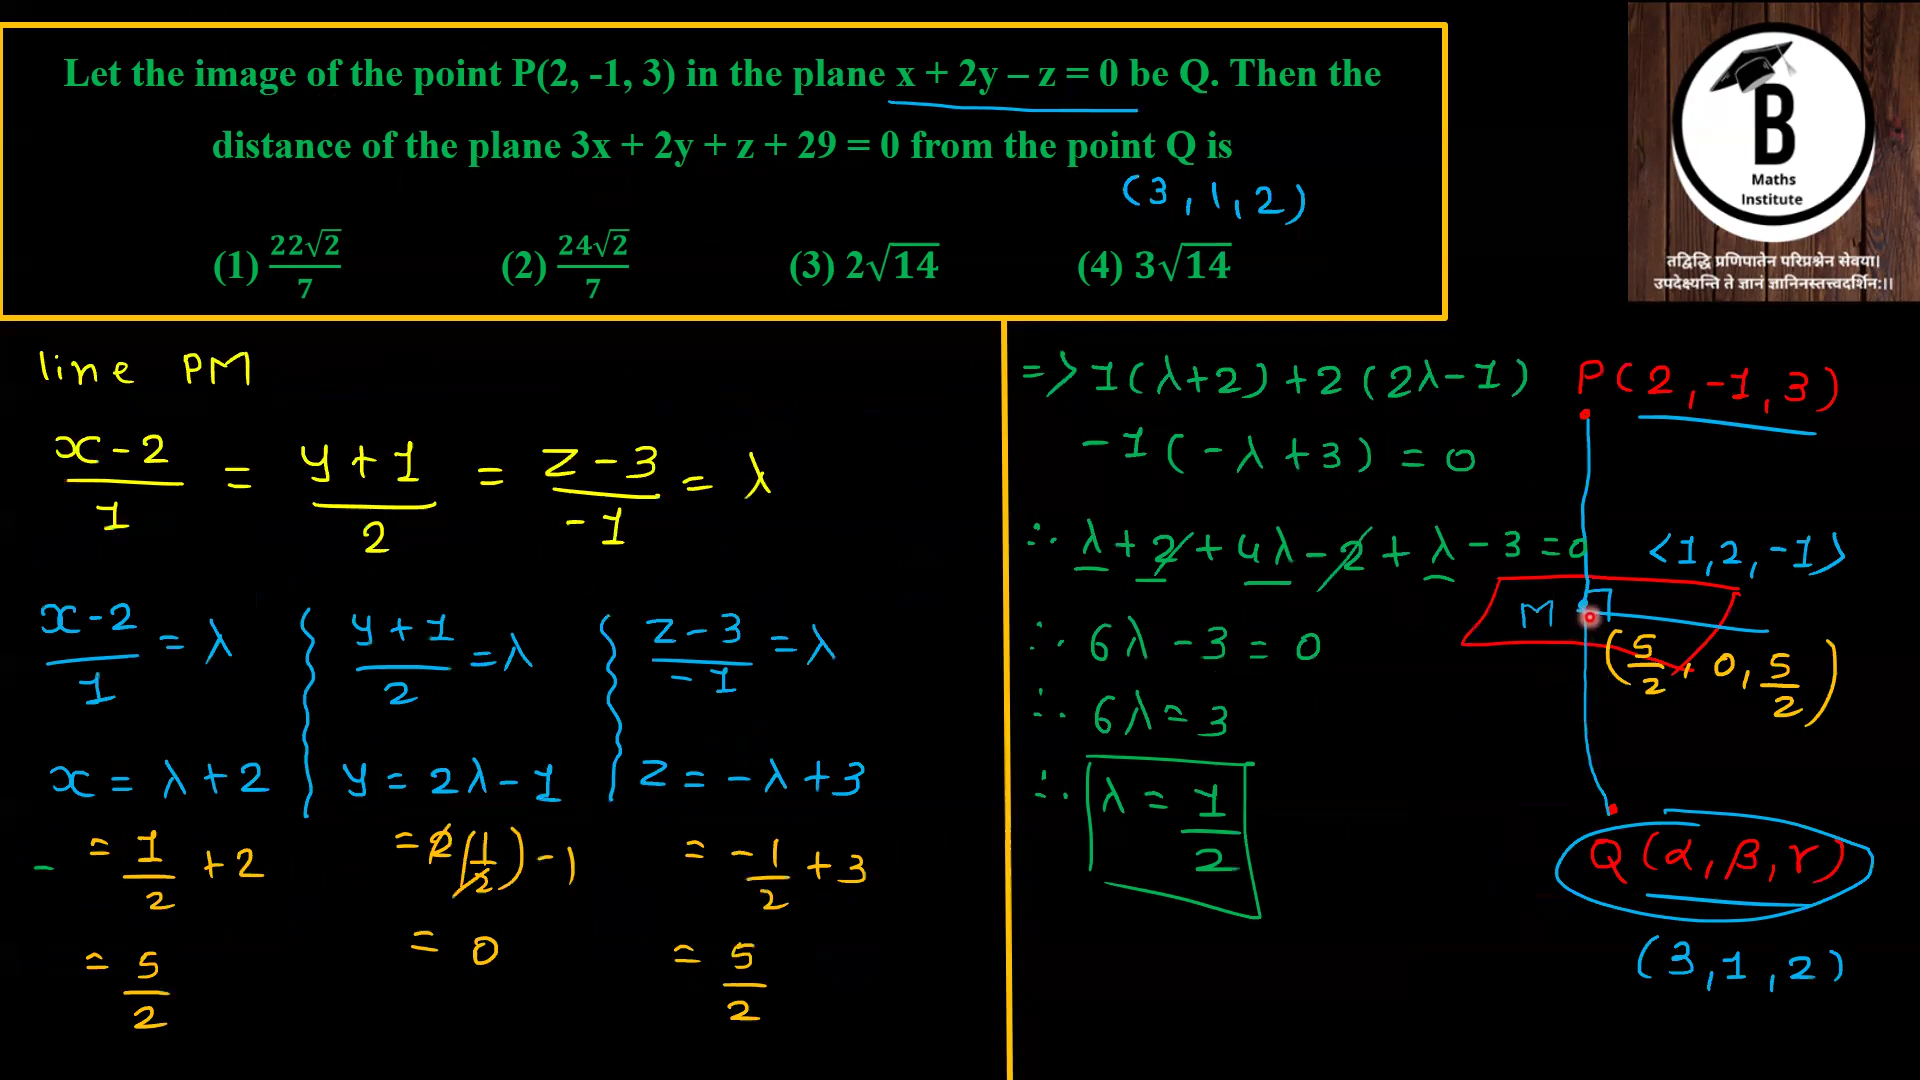 Let the image of the point P(2, -1, 3) in the plane x + 2y – z = 0 be Q. Then the
distance of the plane 3x + 2y + z + 29 = 0 from the point Q is
(3, 1, 2)
(1) 22√2/7 (2) 24√2/7 (3) 2√14 (4) 3√14
B
Maths
Institute
तद्विद्धि प्रणिपातेन परिप्रश्नेन सेवया।
उपदेक्ष्यन्ति ते ज्ञानं ज्ञानिनस्तत्त्वदर्शिन:।।
line PM
x-2/1 = y+1/2 = z-3/-1 = λ
x-2/1 = λ y+1/2 = λ z-3/-1 = λ
x = λ+2 y = 2λ-1 z = -λ+3
= 1/2 + 2 = 2(1/2) - 1 = -1/2 + 3
= 5/2 = 0 = 5/2
=> 1(λ+2) + 2(2λ-1)
-1(-λ+3) = 0
∴ λ+2+4λ-2+λ-3=0
∴ 6λ-3 = 0
∴ 6λ = 3
∴ λ = 1/2
P(2, -1, 3)
<1, 2, -1>
M
(5/2, 0, 5/2)
Q(α, β, γ)
(3, 1, 2)